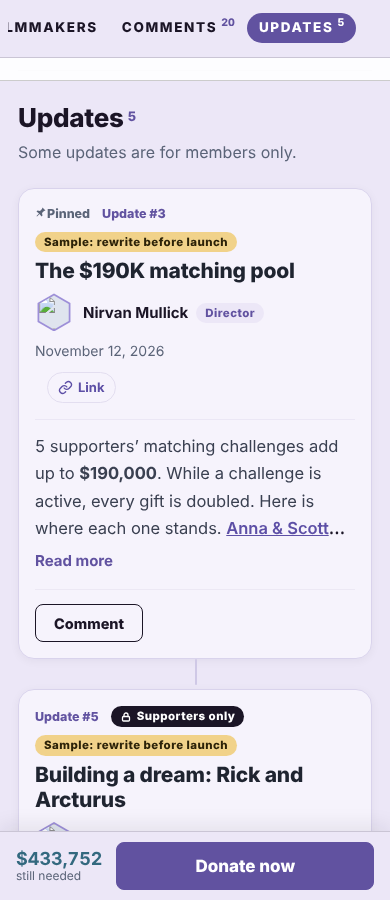 LMMAKERS COMMENTS 20 UPDATES 5
Updates 5
Some updates are for members only.
Pinned Update #3
Sample: rewrite before launch
The $190K matching pool
Nirvan Mullick Director
November 12, 2026
Link
5 supporters’ matching challenges add
up to $190,000. While a challenge is
active, every gift is doubled. Here is
where each one stands. Anna & Scott...
Read more
Comment
Update #5 Supporters only
Sample: rewrite before launch
Building a dream: Rick and
Arcturus
$433,752
still needed
Donate now